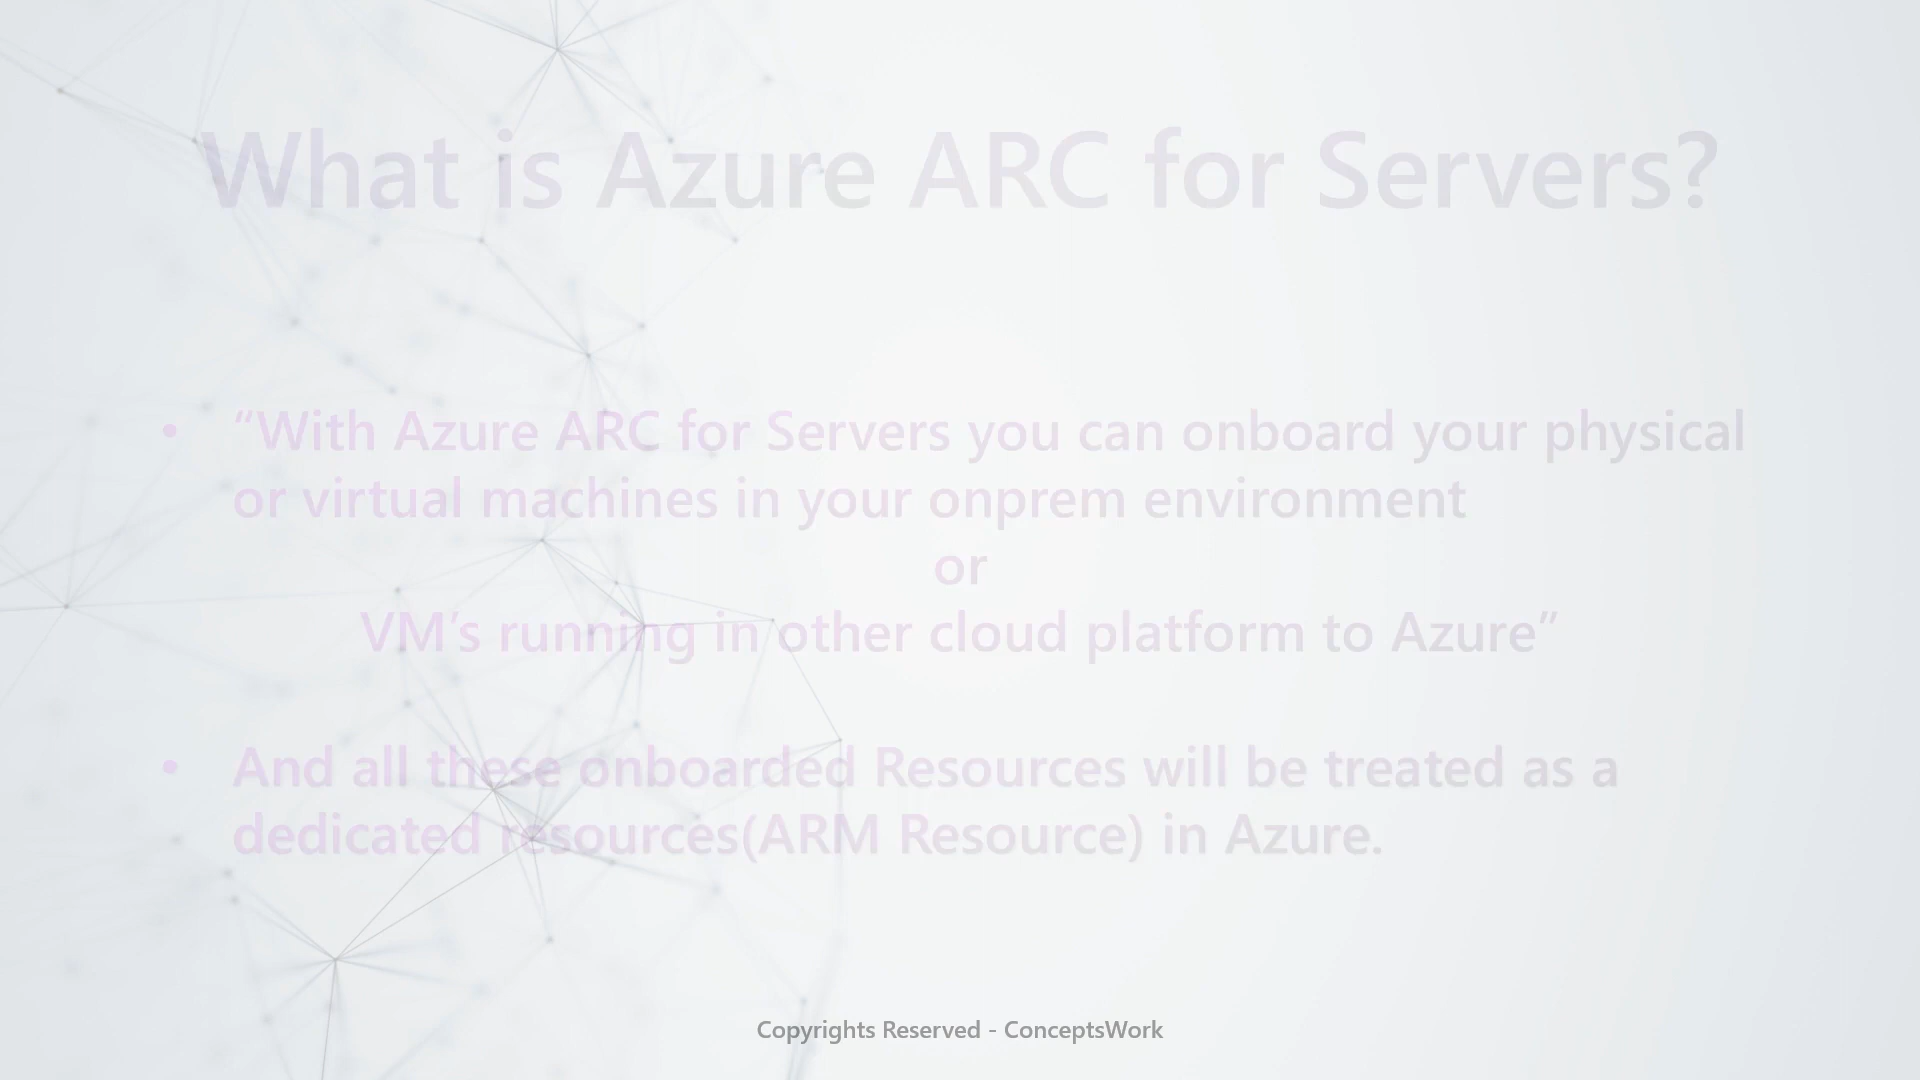 What is Azure ARC for Servers?
• “With Azure ARC for Servers you can onboard your physical
or virtual machines in your onprem environment
or
VM’s running in other cloud platform to Azure”
• And all these onboarded Resources will be treated as a
dedicated resources(ARM Resource) in Azure.
Copyrights Reserved - ConceptsWork